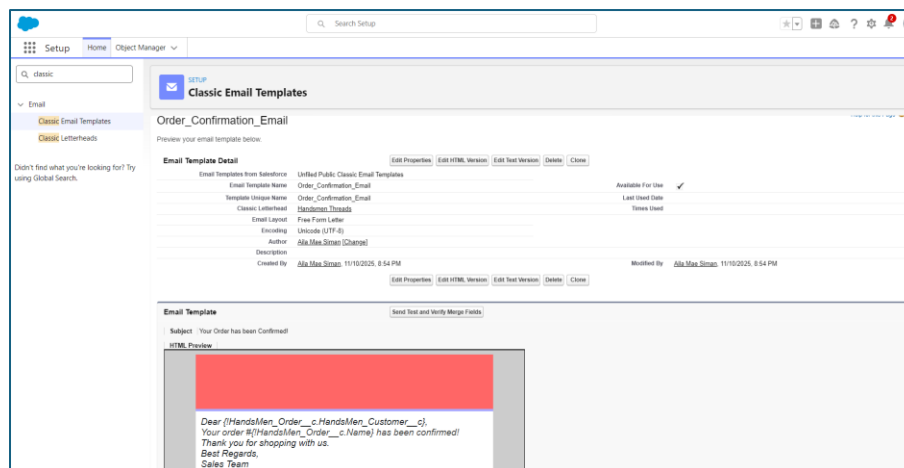 Search Setup
2
Setup Home Object Manager
classic
Email
Classic Email Templates
Classic Letterheads
Didn't find what you're looking for? Try
using Global Search.
SETUP
Classic Email Templates
Order_Confirmation_Email
Preview your email template below.
Email Template Detail Edit Properties Edit HTML Version Edit Text Version Delete Clone
Email Templates from Salesforce Unfiled Public Classic Email Templates
Email Template Name Order_Confirmation_Email Available For Use ✓
Template Unique Name Order_Confirmation_Email Last Used Date
Classic Letterhead Handsmen Threads Times Used
Email Layout Free Form Letter
Encoding Unicode (UTF-8)
Author Aila Mae Siman [Change]
Description
Created By Aila Mae Siman, 11/10/2025, 8:54 PM Modified By Aila Mae Siman, 11/10/2025, 8:54 PM
Edit Properties Edit HTML Version Edit Text Version Delete Clone
Email Template Send Test and Verify Merge Fields
Subject Your Order has been Confirmed!
HTML Preview
Dear {!HandsMen_Order__c.HandsMen_Customer__c},
Your order #{!HandsMen_Order__c.Name} has been confirmed!
Thank you for shopping with us.
Best Regards,
Sales Team